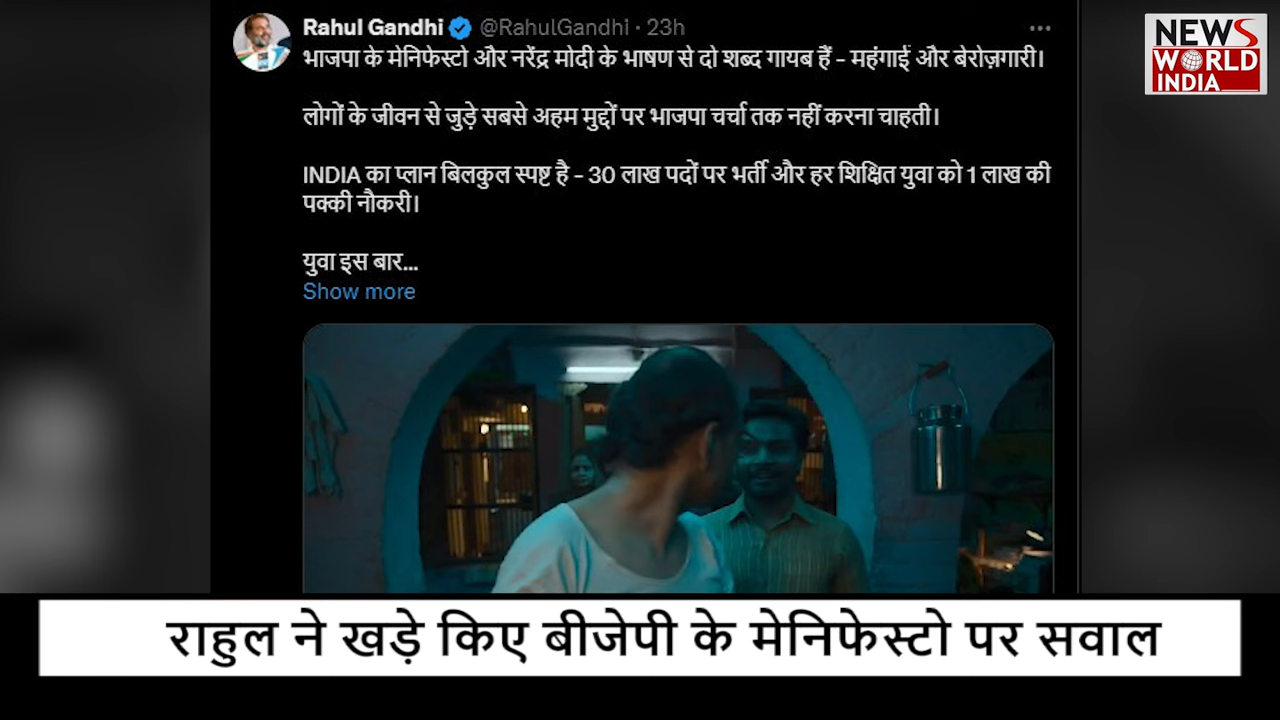 Rahul Gandhi @RahulGandhi · 23h
भाजपा के मेनिफेस्टो और नरेंद्र मोदी के भाषण से दो शब्द गायब हैं - महंगाई और बेरोज़गारी।
लोगों के जीवन से जुड़े सबसे अहम मुद्दों पर भाजपा चर्चा तक नहीं करना चाहती।
INDIA का प्लान बिलकुल स्पष्ट है - 30 लाख पदों पर भर्ती और हर शिक्षित युवा को 1 लाख की
पक्की नौकरी।
युवा इस बार...
Show more
NEWS
WORLD
INDIA
राहुल ने खड़े किए बीजेपी के मेनिफेस्टो पर सवाल